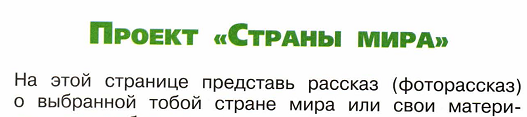 Проект «Страны мира»
На этой странице представь рассказ (фоторассказ)
о выбранной тобой стране мира или свои матери-